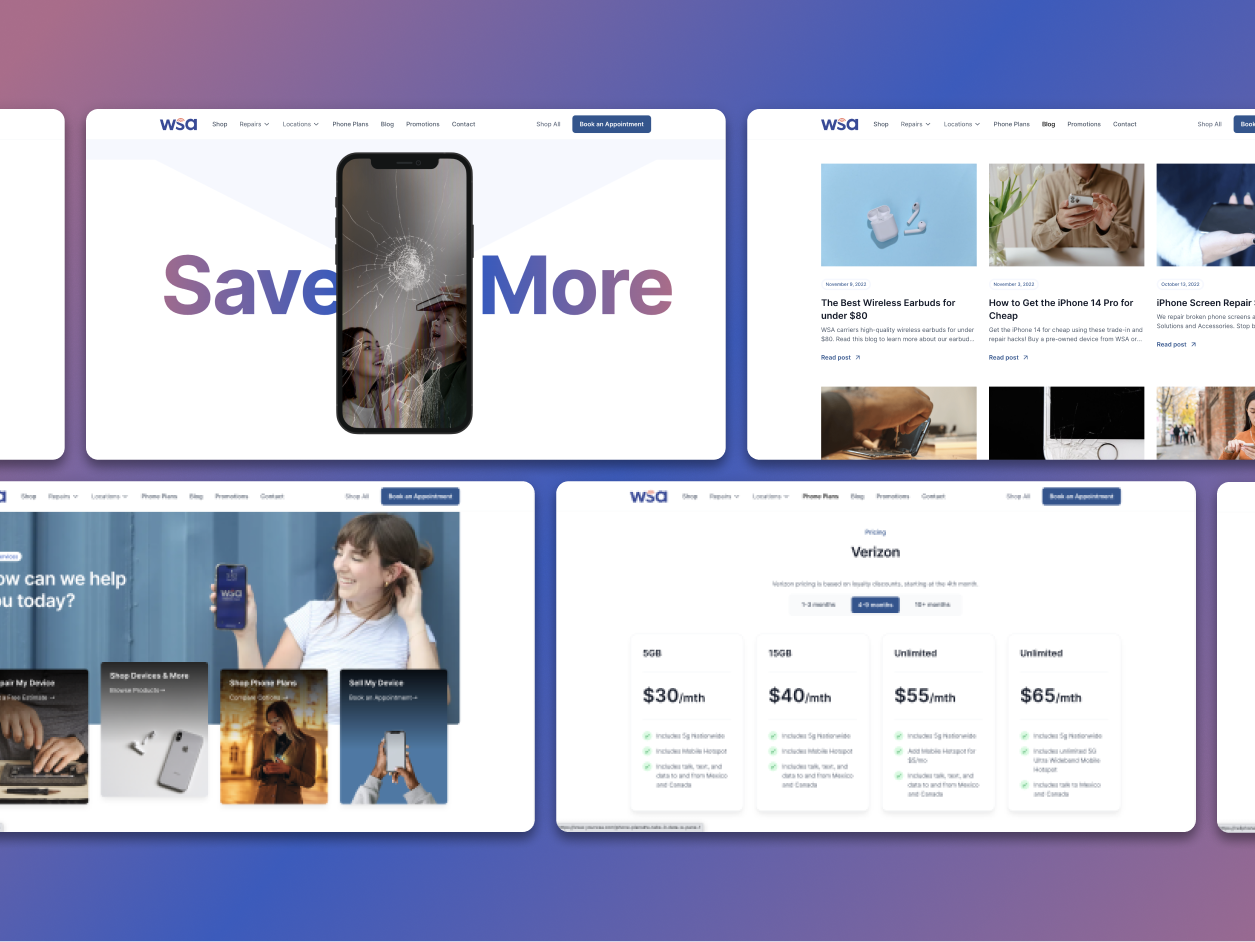 wsa
Shop
Repairs
Locations
Phone Plans
Blog
Promotions
Contact
Shop All
Book an Appointment
Save
More
wsa
Shop
Repairs
Locations
Phone Plans
Blog
Promotions
Contact
Shop All
Book
November 9, 2022
The Best Wireless Earbuds for
under $80
WSA carriers high-quality wireless earbuds for under
$80. Read this blog to learn more about our earbud...
Read post
November 3, 2022
How to Get the iPhone 14 Pro for
Cheap
Get the iPhone 14 for cheap using these trade-in and
repair hacks! Buy a pre-owned device from WSA or...
Read post
October 13, 2022
iPhone Screen Repair
We repair broken phone screens a
Solutions and Accessories. Stop b
Read post
a
Shop
Repairs
Locations
Phone Plans
Blog
Promotions
Contact
Shop All
Book an Appointment
ervices
ow can we help
ou today?
wsa
pair My Device
a Free Estimate →
Shop Devices & More
Browse Products →
Shop Phone Plans
Compare Options →
Sell My Device
Book an Appointment →
wsa
Shop
Repairs
Locations
Phone Plans
Blog
Promotions
Contact
Shop All
Book an Appointment
Pricing
Verizon
Verizon pricing is based on loyalty discounts, starting at the 4th month.
1-3 months
4-9 months
10+ months
5GB
$30/mth
Includes 5g Nationwide
Includes Mobile Hotspot
Includes talk, text, and
data to and from Mexico
and Canada
15GB
$40/mth
Includes 5g Nationwide
Includes Mobile Hotspot
Includes talk, text, and
data to and from Mexico
and Canada
Unlimited
$55/mth
Includes 5g Nationwide
Add Mobile Hotspot for
$5/mo
Includes talk, text, and
data to and from Mexico
and Canada
Unlimited
$65/mth
Includes 5g Nationwide
Includes unlimited 5G
Ultra Wideband Mobile
Hotspot
Includes talk to Mexico
and Canada